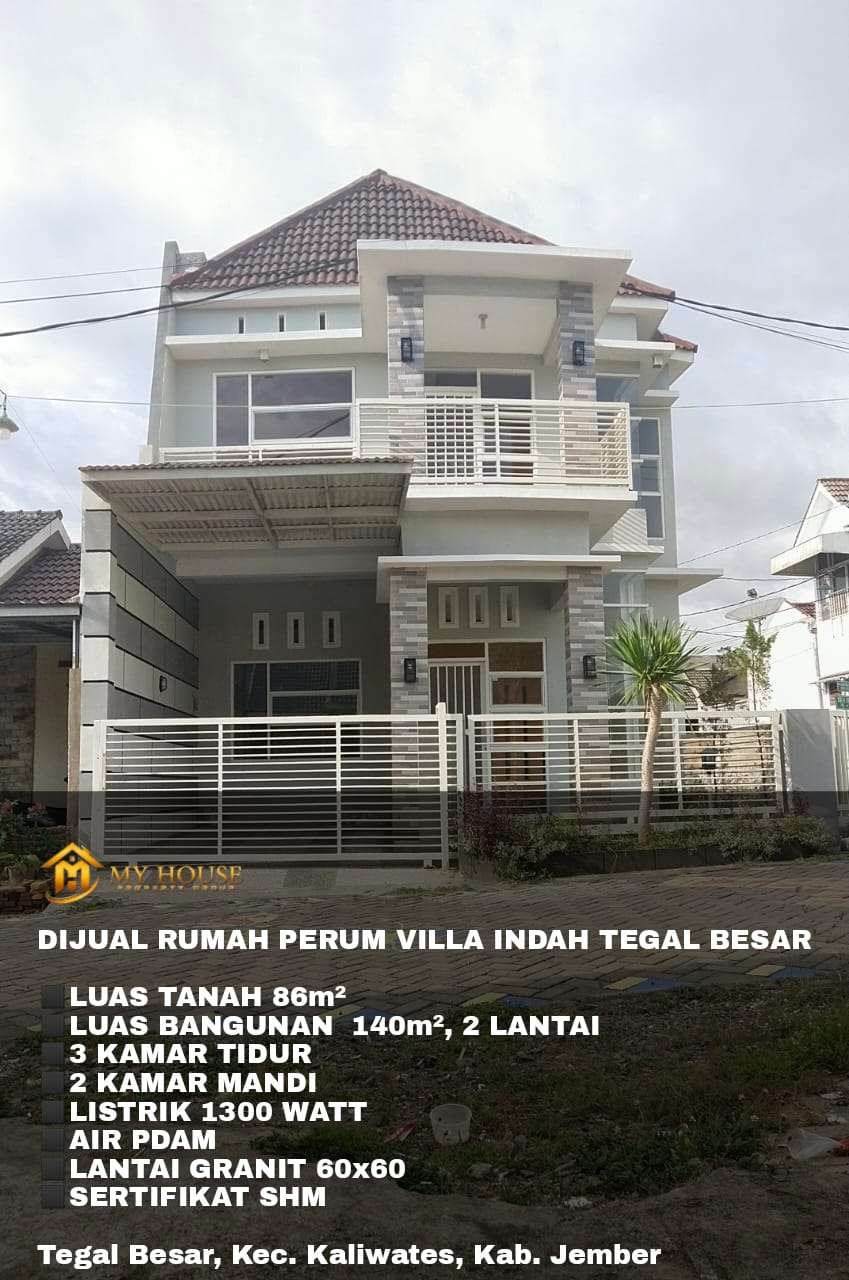 MY HOUSE
PROPERTY GROUP
DIJUAL RUMAH PERUM VILLA INDAH TEGAL BESAR
LUAS TANAH 86m²
LUAS BANGUNAN 140m², 2 LANTAI
3 KAMAR TIDUR
2 KAMAR MANDI
LISTRIK 1300 WATT
AIR PDAM
LANTAI GRANIT 60x60
SERTIFIKAT SHM
Tegal Besar, Kec. Kaliwates, Kab. Jember